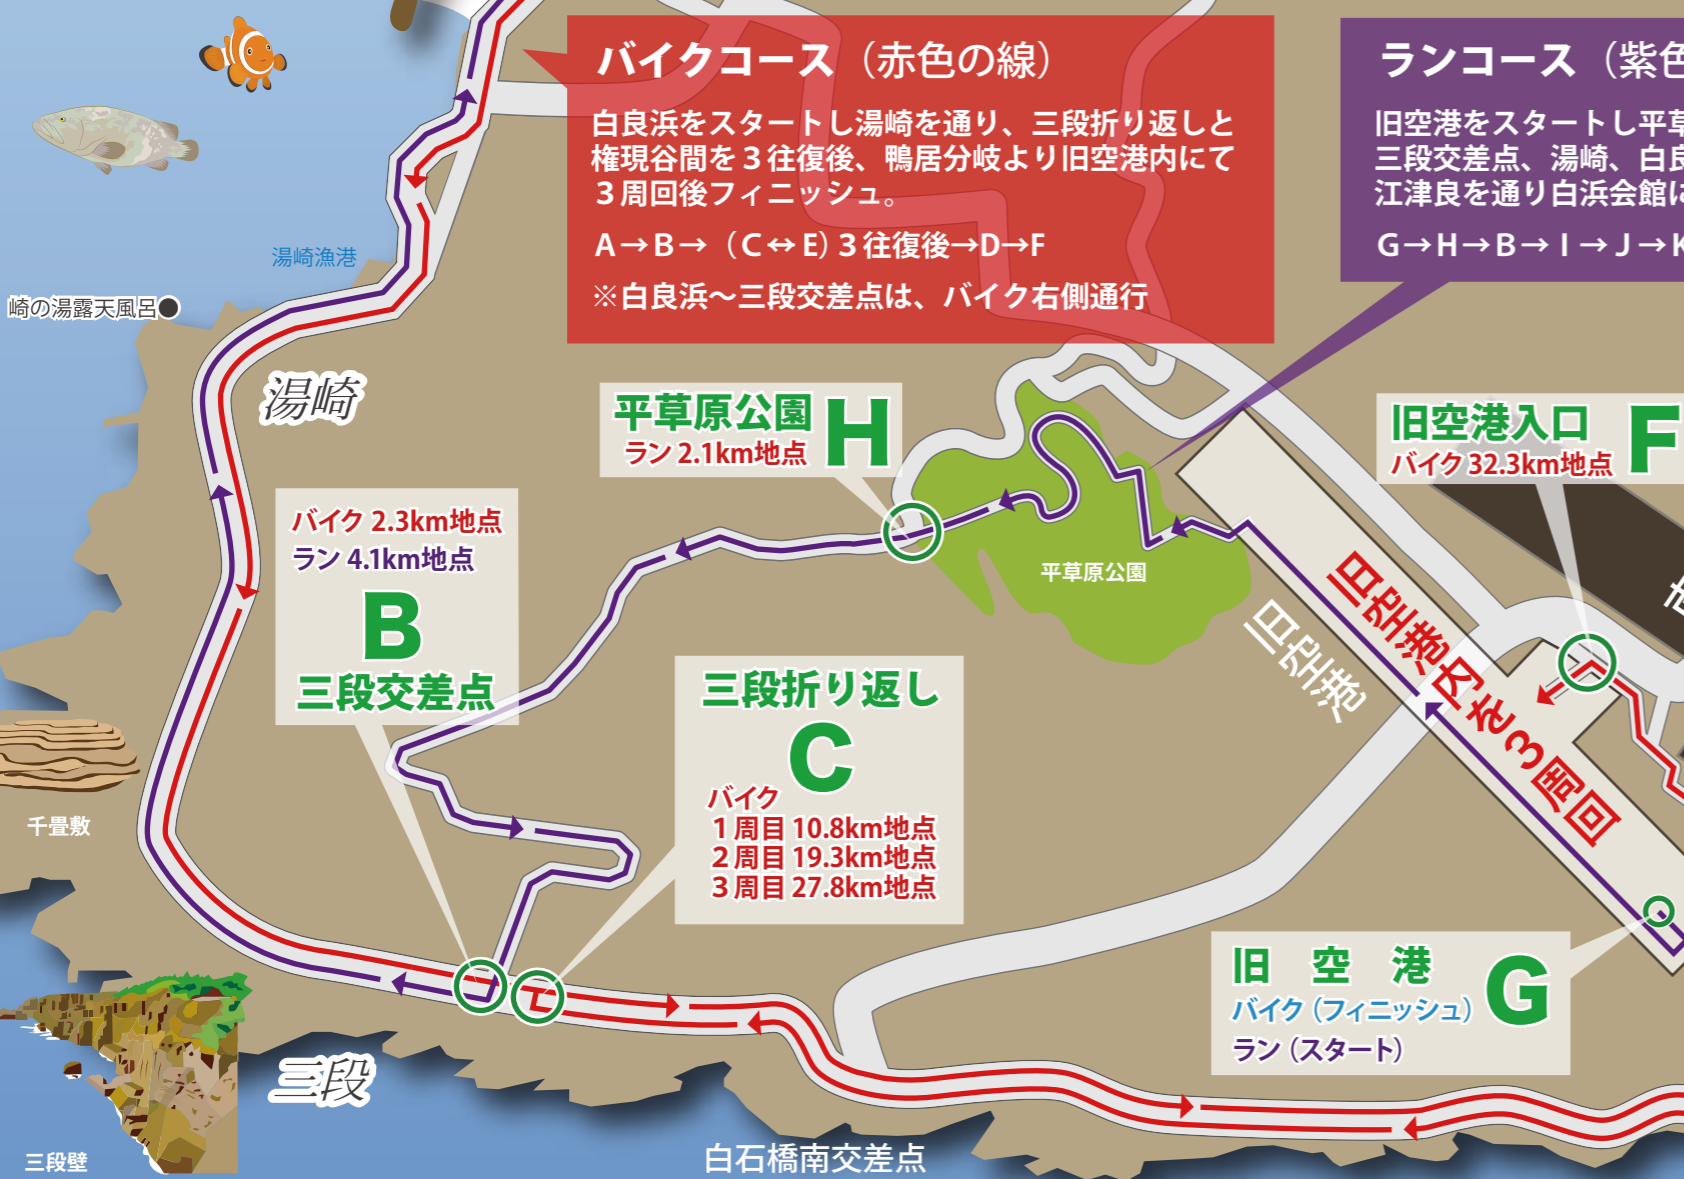 バイクコース（赤色の線）
白良浜をスタートし湯崎を通り、三段折り返しと
権現谷間を３往復後、鴨居分岐より旧空港内にて
３周回後フィニッシュ。
A→B→（C↔E）３往復後→D→F
※白良浜～三段交差点は、バイク右側通行
ランコース（紫色
旧空港をスタートし平草
三段交差点、湯崎、白良
江津良を通り白浜会館に
G→H→B→I→J→K
湯崎漁港
崎の湯露天風呂●
湯崎
平草原公園 H
ラン 2.1km地点
旧空港入口 F
バイク 32.3km地点
バイク 2.3km地点
ラン 4.1km地点
B
三段交差点
平草原公園
旧空港
旧空港内を３周回
三段折り返し
C
バイク
１周目 10.8km地点
２周目 19.3km地点
３周目 27.8km地点
千畳敷
旧空港 G
バイク（フィニッシュ）
ラン（スタート）
三段
三段壁
白石橋南交差点